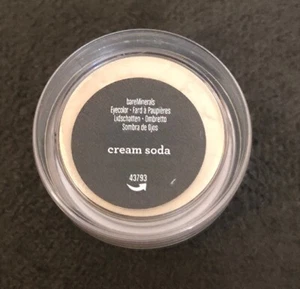 bareMinerals
Eyecolor · Fard à Paupières
Lidschatten · Ombretto
Sombra de Ojos
cream soda
43793